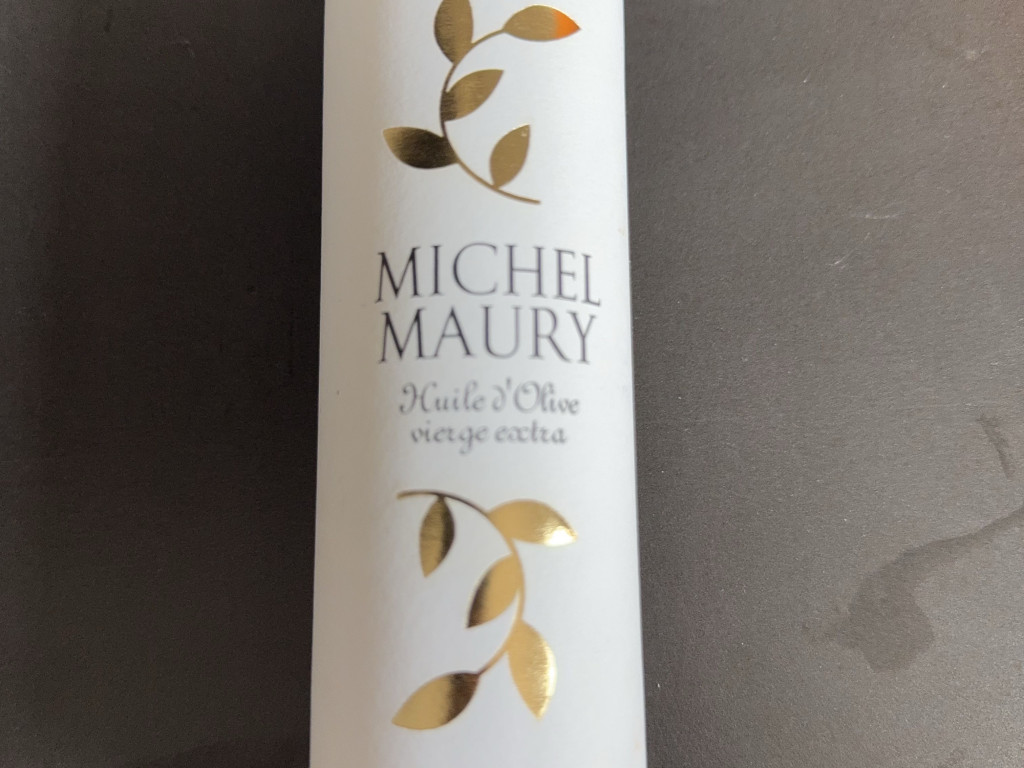 MICHEL
MAURY
Huile d'Olive
vierge extra